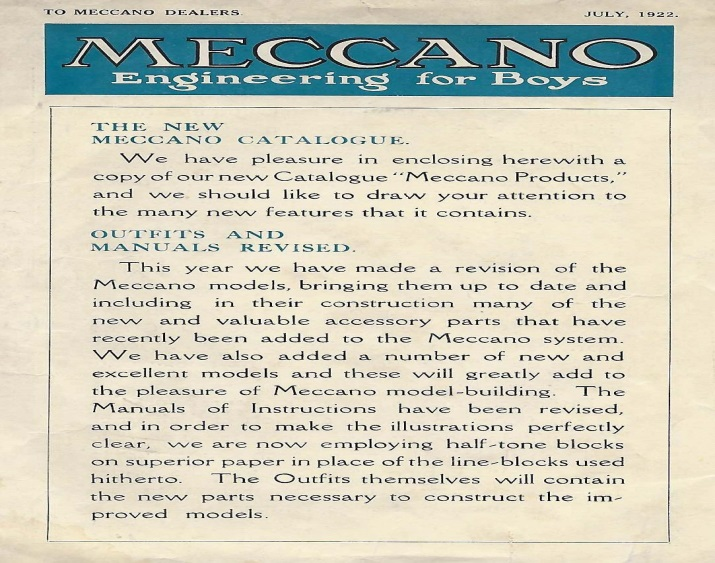 TO MECCANO DEALERS. JULY, 1922.
MECCANO
Engineering for Boys
THE NEW
MECCANO CATALOGUE.
We have pleasure in enclosing herewith a
copy of our new Catalogue "Meccano Products,"
and we should like to draw your attention to
the many new features that it contains.
OUTFITS AND
MANUALS REVISED.
This year we have made a revision of the
Meccano models, bringing them up to date and
including in their construction many of the
new and valuable accessory parts that have
recently been added to the Meccano system.
We have also added a number of new and
excellent models and these will greatly add to
the pleasure of Meccano model-building. The
Manuals of Instructions have been revised,
and in order to make the illustrations perfectly
clear, we are now employing half-tone blocks
on superior paper in place of the line-blocks used
hitherto. The Outfits themselves will contain
the new parts necessary to construct the im-
proved models.